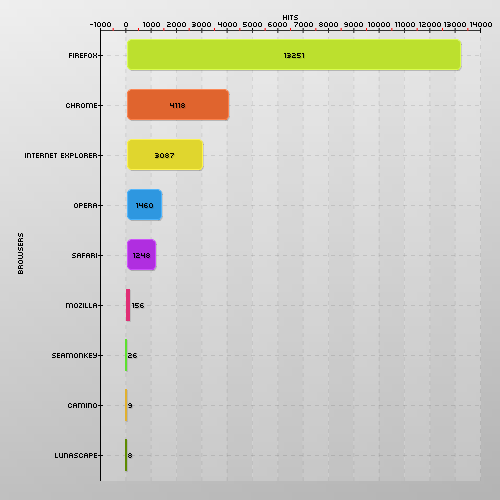 HITS
-1000 0 1000 2000 3000 4000 5000 6000 7000 8000 9000 10000 11000 12000 13000 14000
FIREFOX 13251
CHROME 4118
INTERNET EXPLORER 3087
OPERA 1460
SAFARI 1248
MOZILLA 156
SEAMONKEY 26
CAMINO 9
LUNASCAPE 8
BROWSERS